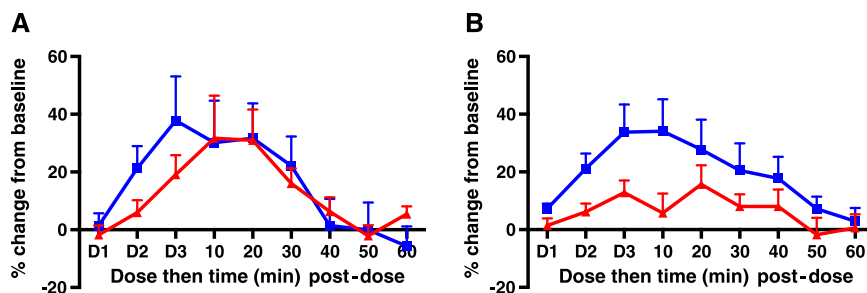 A
% change from baseline
60
40
20
0
-20
D1 D2 D3 10 20 30 40 50 60
Dose then time (min) post-dose
B
% change from baseline
60
40
20
0
-20
D1 D2 D3 10 20 30 40 50 60
Dose then time (min) post-dose